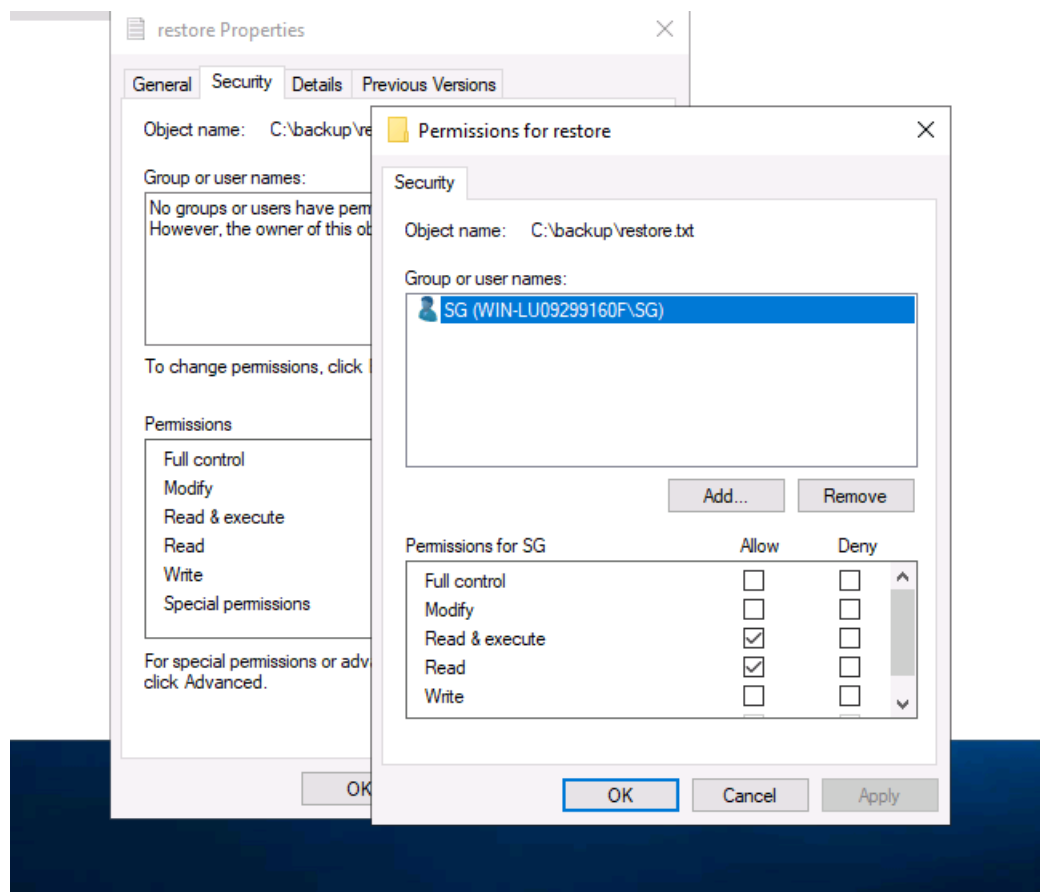 restore Properties
General Security Details Previous Versions
Object name: C:\backup\re
Group or user names:
No groups or users have perm
However, the owner of this ob
To change permissions, click
Permissions
Full control
Modify
Read & execute
Read
Write
Special permissions
For special permissions or adv
click Advanced.
OK
Permissions for restore
Security
Object name: C:\backup\restore.txt
Group or user names:
SG (WIN-LU09299160F\SG)
Add... Remove
Permissions for SG Allow Deny
Full control
Modify
Read & execute
Read
Write
OK Cancel Apply